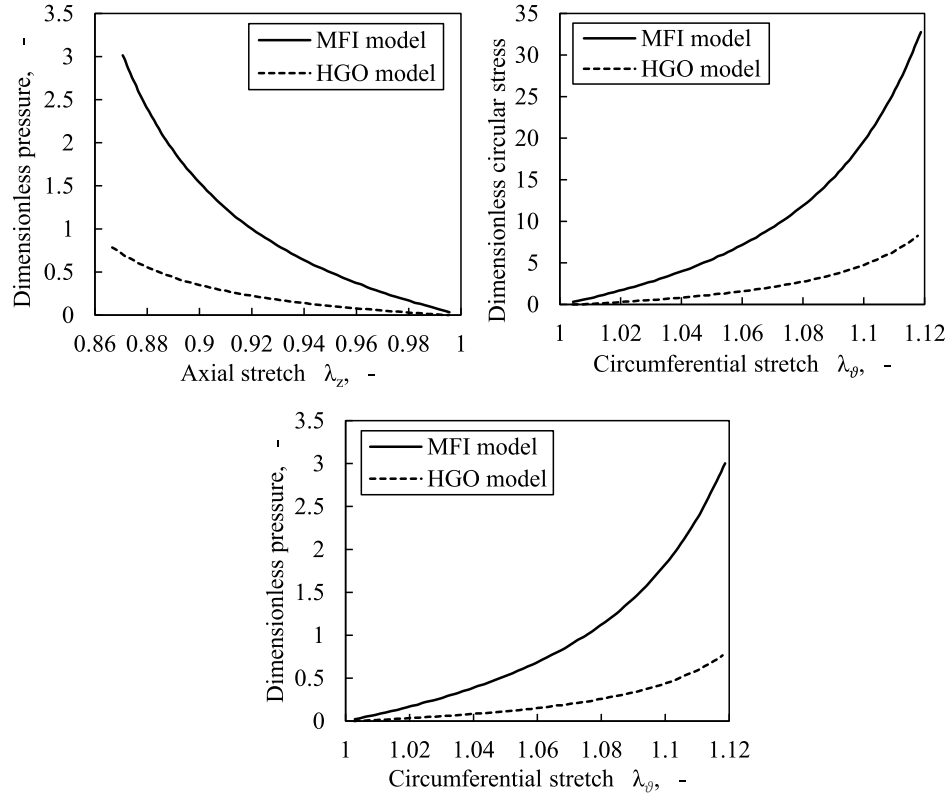 Dimensionless pressure, -
3.5
3
2.5
2
1.5
1
0.5
0
MFI model
HGO model
0.86 0.88 0.9 0.92 0.94 0.96 0.98 1
Axial stretch λz, -
Dimensionless circular stress
35
30
25
20
15
10
5
0
MFI model
HGO model
1 1.02 1.04 1.06 1.08 1.1 1.12
Circumferential stretch λϑ, -
Dimensionless pressure, -
3.5
3
2.5
2
1.5
1
0.5
0
MFI model
HGO model
1 1.02 1.04 1.06 1.08 1.1 1.12
Circumferential stretch λϑ, -